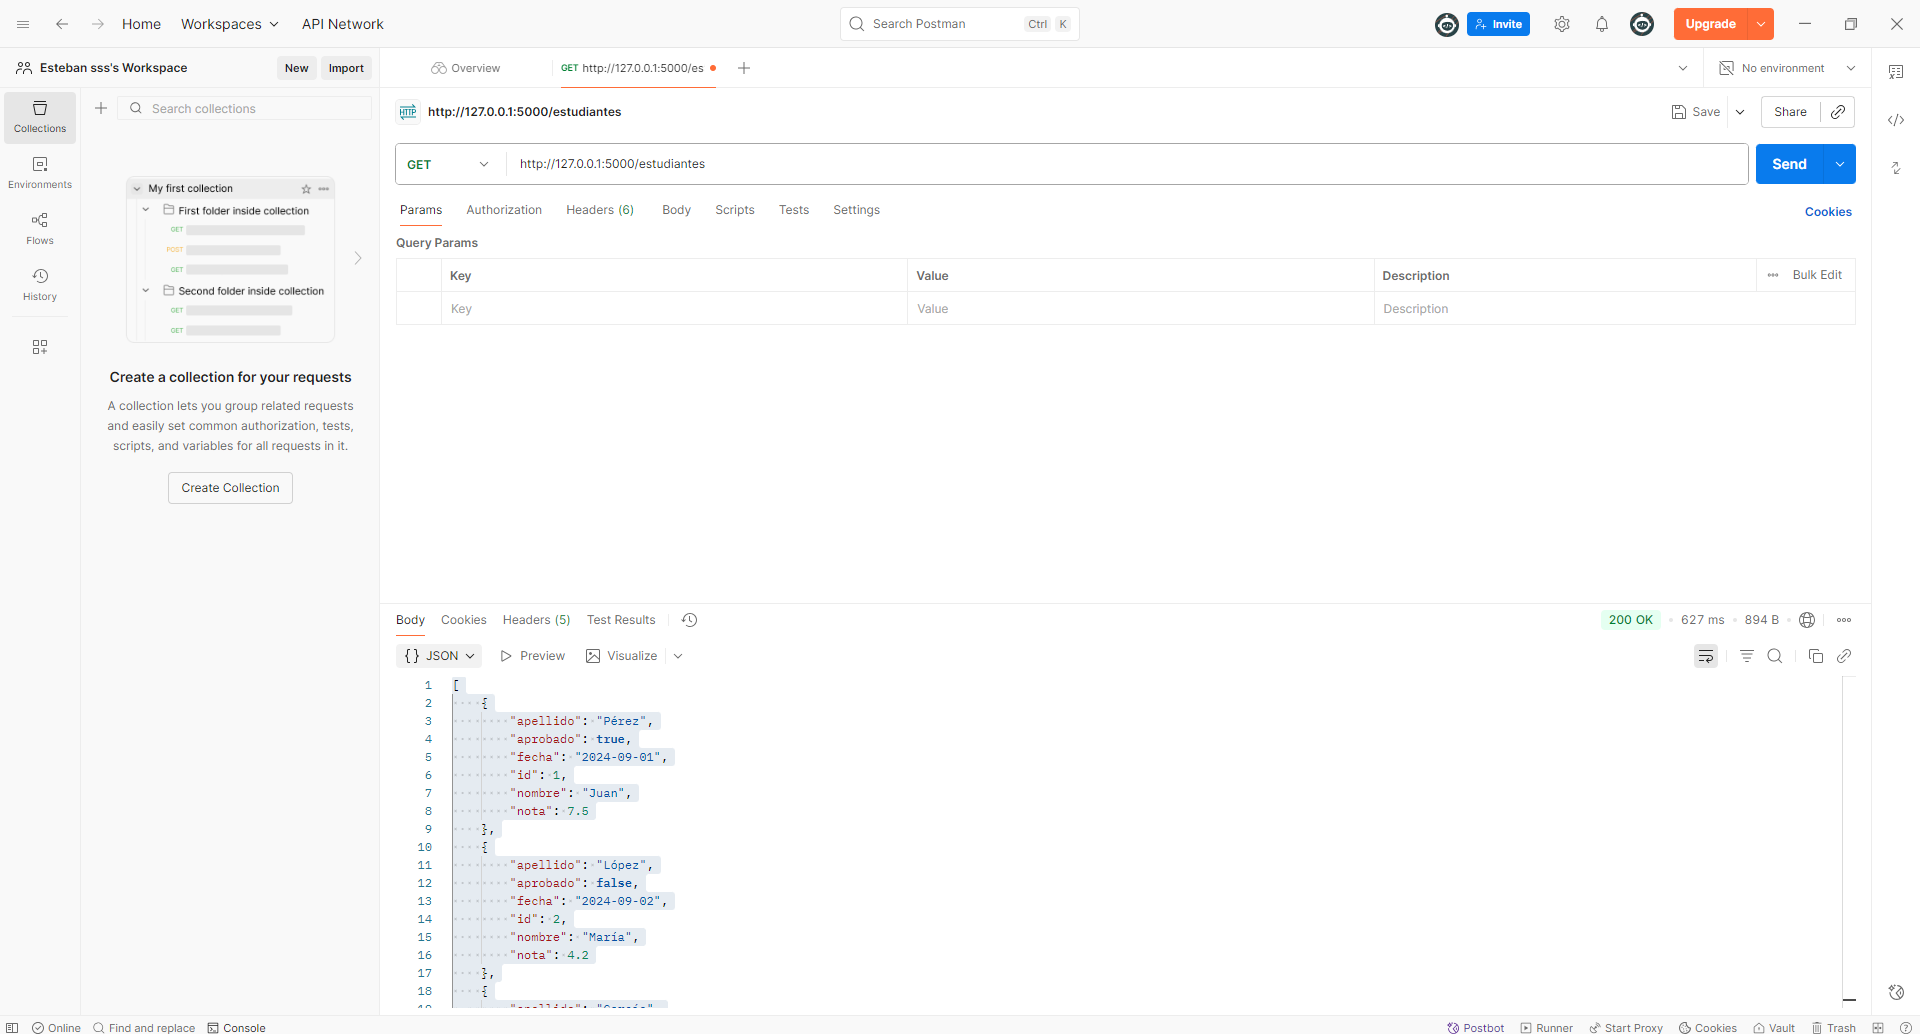 Home
Workspaces
API Network
Search Postman
Ctrl
K
Invite
Upgrade
Esteban sss's Workspace
New
Import
Overview
GET http://127.0.0.1:5000/es
No environment
Collections
Environments
Flows
History
Search collections
My first collection
First folder inside collection
GET
POST
GET
Second folder inside collection
GET
GET
Create a collection for your requests
A collection lets you group related requests
and easily set common authorization, tests,
scripts, and variables for all requests in it.
Create Collection
HTTP http://127.0.0.1:5000/estudiantes
Save
Share
GET
http://127.0.0.1:5000/estudiantes
Send
Params
Authorization
Headers (6)
Body
Scripts
Tests
Settings
Cookies
Query Params
Key
Value
Description
Bulk Edit
Key
Value
Description
Body
Cookies
Headers (5)
Test Results
200 OK
627 ms
894 B
{} JSON
Preview
Visualize
1 [
2 {
3 "apellido": "Pérez",
4 "aprobado": true,
5 "fecha": "2024-09-01",
6 "id": 1,
7 "nombre": "Juan",
8 "nota": 7.5
9 },
10 {
11 "apellido": "López",
12 "aprobado": false,
13 "fecha": "2024-09-02",
14 "id": 2,
15 "nombre": "María",
16 "nota": 4.2
17 },
18 {
Online
Find and replace
Console
Postbot
Runner
Start Proxy
Cookies
Vault
Trash